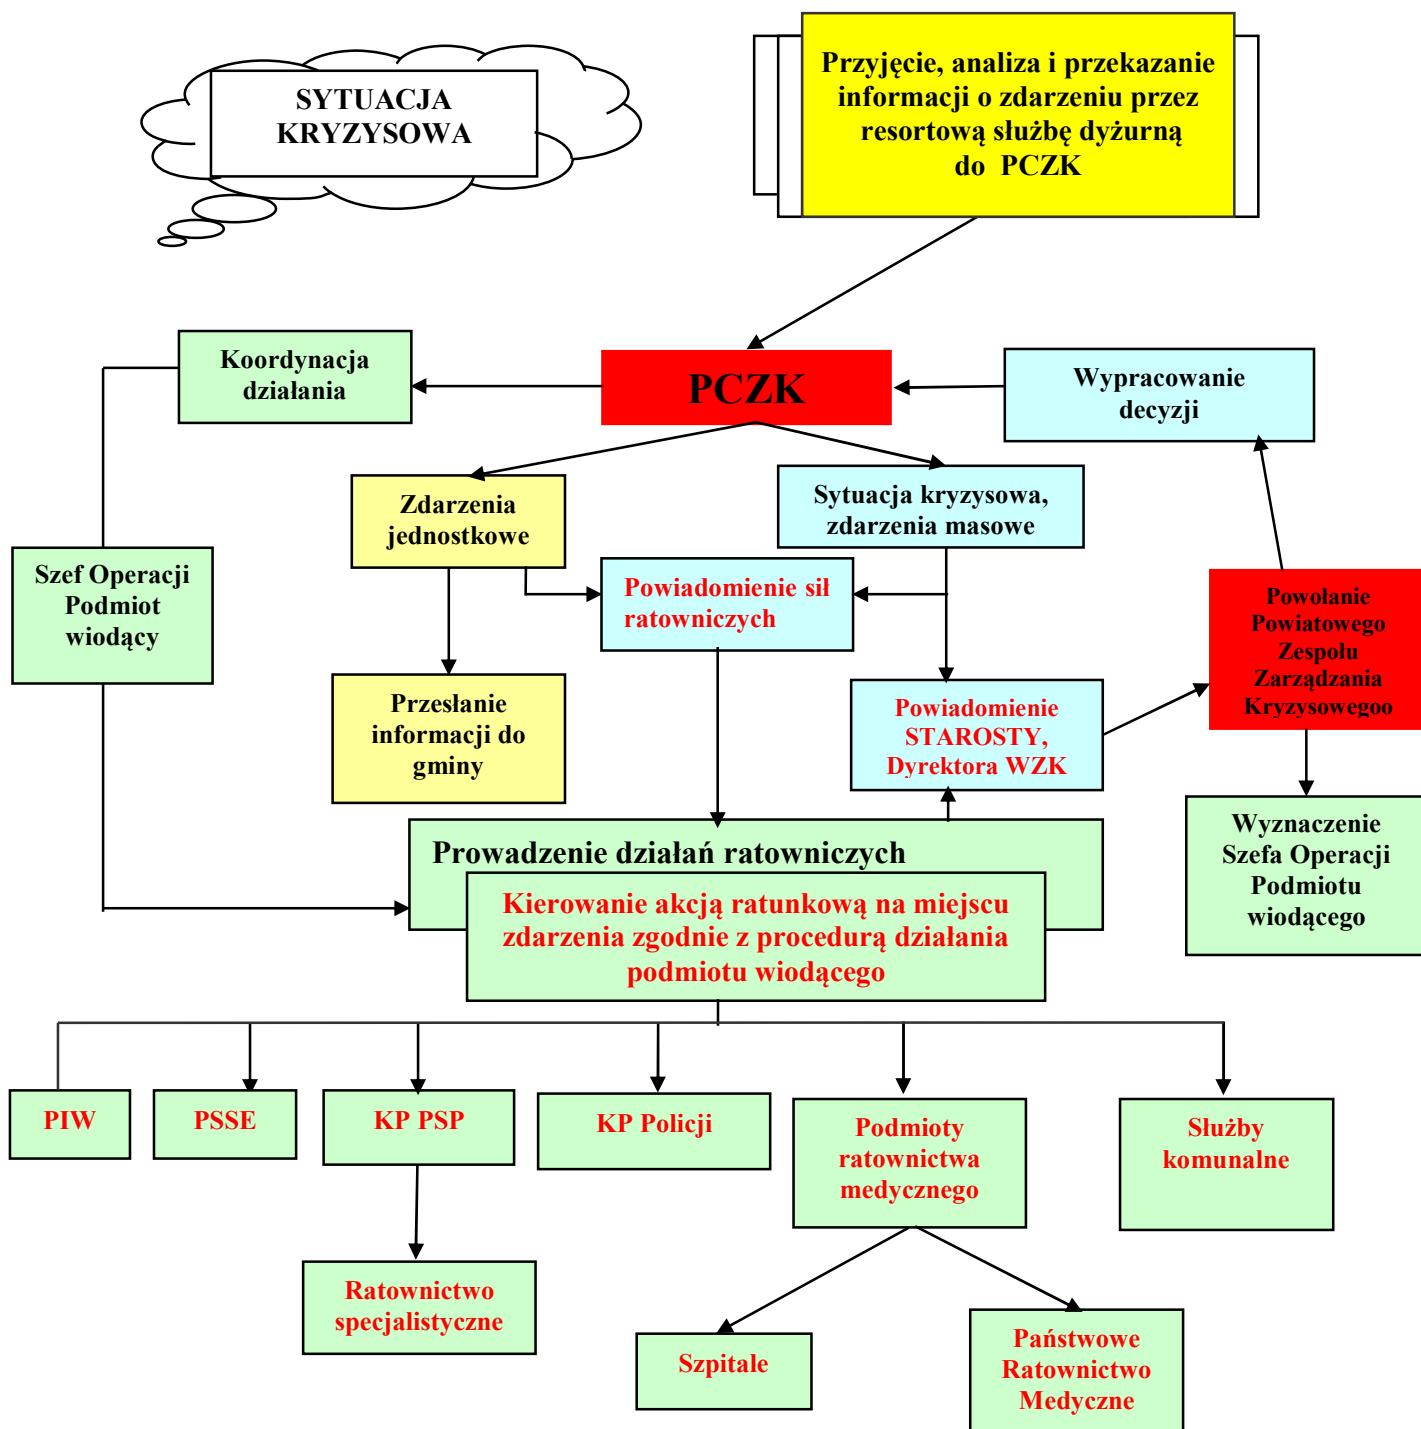 SYTUACJA
KRYZYSOWA
Przyjęcie, analiza i przekazanie
informacji o zdarzeniu przez
resortową służbę dyżurną
do PCZK
Koordynacja
działania
PCZK
Wypracowanie
decyzji
Zdarzenia
jednostkowe
Sytuacja kryzysowa,
zdarzenia masowe
Szef Operacji
Podmiot
wiodący
Powiadomienie sił
ratowniczych
Powołanie
Powiatowego
Zespołu
Zarządzania
Kryzysowegoo
Przesłanie
informacji do
gminy
Powiadomienie
STAROSTY,
Dyrektora WZK
Wyznaczenie
Szefa Operacji
Podmiotu
wiodącego
Prowadzenie działań ratowniczych
Kierowanie akcją ratunkową na miejscu
zdarzenia zgodnie z procedurą działania
podmiotu wiodącego
PIW
PSSE
KP PSP
KP Policji
Podmioty
ratownictwa
medycznego
Służby
komunalne
Ratownictwo
specjalistyczne
Szpitale
Państwowe
Ratownictwo
Medyczne